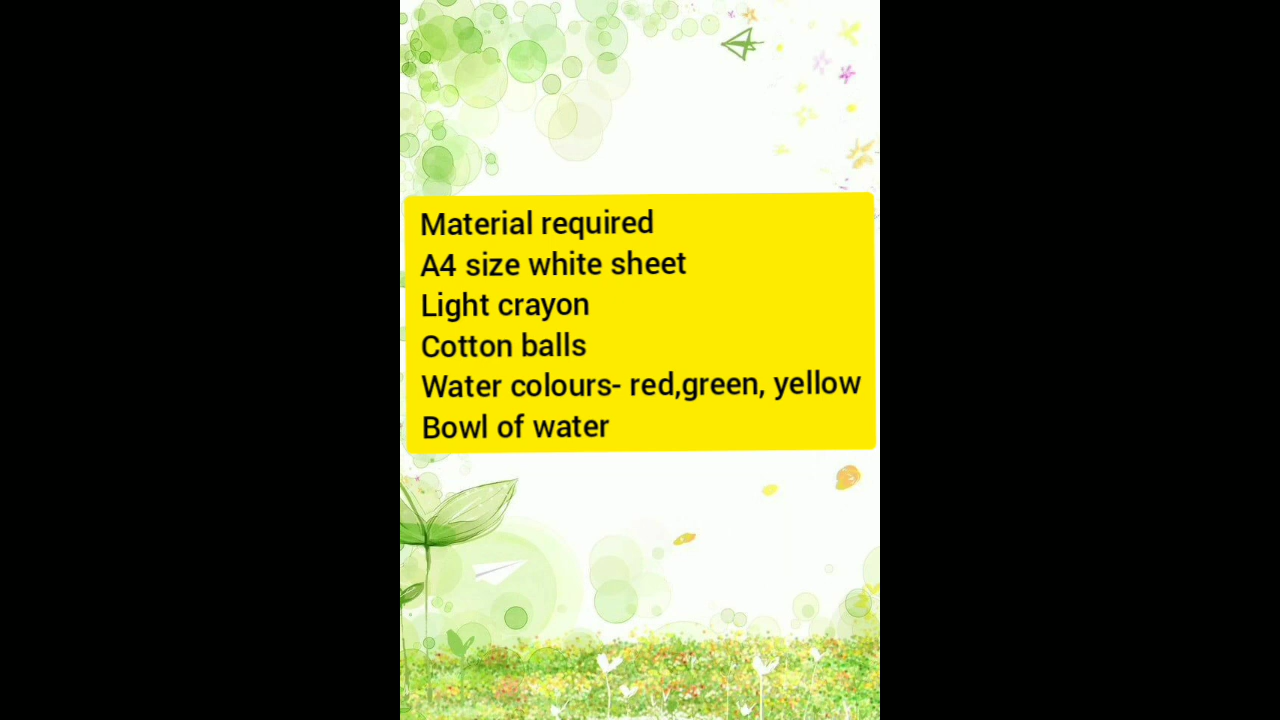 Material required
A4 size white sheet
Light crayon
Cotton balls
Water colours- red,green, yellow
Bowl of water